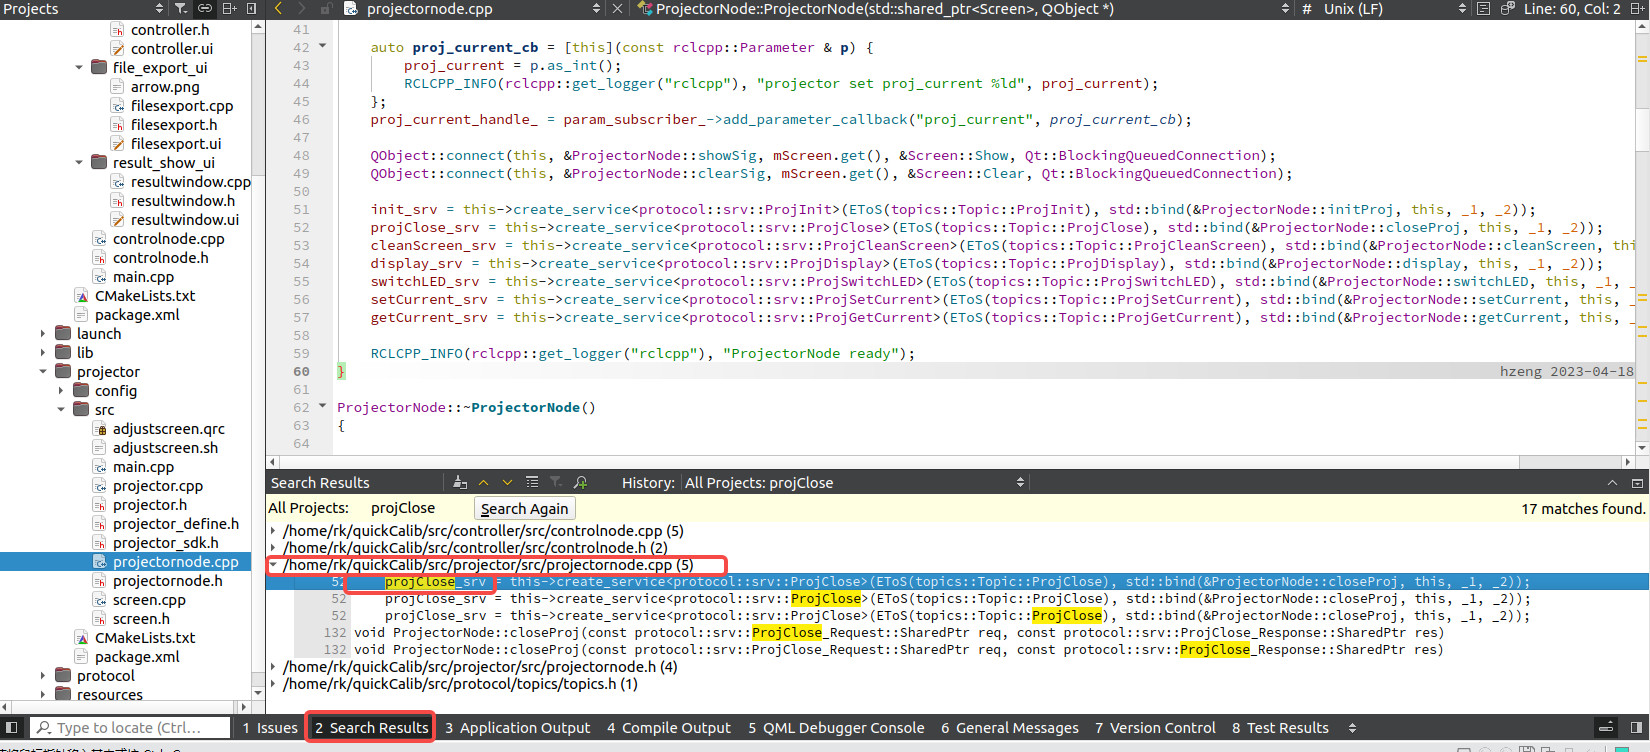 Projects
projectornode.cpp
ProjectorNode::ProjectorNode(std::shared_ptr<Screen>, QObject *)
# Unix (LF)
Line: 60, Col: 2
controller.h
controller.ui
file_export_ui
arrow.png
filesexport.cpp
filesexport.h
filesexport.ui
result_show_ui
resultwindow.cpp
resultwindow.h
resultwindow.ui
controlnode.cpp
controlnode.h
main.cpp
CMakeLists.txt
package.xml
launch
lib
projector
config
src
adjustscreen.qrc
adjustscreen.sh
main.cpp
projector.cpp
projector.h
projector_define.h
projector_sdk.h
projectornode.cpp
projectornode.h
screen.cpp
screen.h
CMakeLists.txt
package.xml
protocol
resources
41
42 auto proj_current_cb = [this](const rclcpp::Parameter & p) {
43 proj_current = p.as_int();
44 RCLCPP_INFO(rclcpp::get_logger("rclcpp"), "projector set proj_current %ld", proj_current);
45 };
46 proj_current_handle_ = param_subscriber_->add_parameter_callback("proj_current", proj_current_cb);
47
48 QObject::connect(this, &ProjectorNode::showSig, mScreen.get(), &Screen::Show, Qt::BlockingQueuedConnection);
49 QObject::connect(this, &ProjectorNode::clearSig, mScreen.get(), &Screen::Clear, Qt::BlockingQueuedConnection);
50
51 init_srv = this->create_service<protocol::srv::ProjInit>(EToS(topics::Topic::ProjInit), std::bind(&ProjectorNode::initProj, this, _1, _2));
52 projClose_srv = this->create_service<protocol::srv::ProjClose>(EToS(topics::Topic::ProjClose), std::bind(&ProjectorNode::closeProj, this, _1, _2));
53 cleanScreen_srv = this->create_service<protocol::srv::ProjCleanScreen>(EToS(topics::Topic::ProjCleanScreen), std::bind(&ProjectorNode::cleanScreen, thi
54 display_srv = this->create_service<protocol::srv::ProjDisplay>(EToS(topics::Topic::ProjDisplay), std::bind(&ProjectorNode::display, this, _1, _2));
55 switchLED_srv = this->create_service<protocol::srv::ProjSwitchLED>(EToS(topics::Topic::ProjSwitchLED), std::bind(&ProjectorNode::switchLED, this, _1, _
56 setCurrent_srv = this->create_service<protocol::srv::ProjSetCurrent>(EToS(topics::Topic::ProjSetCurrent), std::bind(&ProjectorNode::setCurrent, this, _
57 getCurrent_srv = this->create_service<protocol::srv::ProjGetCurrent>(EToS(topics::Topic::ProjGetCurrent), std::bind(&ProjectorNode::getCurrent, this, _
58
59 RCLCPP_INFO(rclcpp::get_logger("rclcpp"), "ProjectorNode ready");
60 } hzeng 2023-04-18
61
62 ProjectorNode::~ProjectorNode()
63 {
64
Search Results
History: All Projects: projClose
All Projects: projClose Search Again 17 matches found.
/home/rk/quickCalib/src/controller/src/controlnode.cpp (5)
/home/rk/quickCalib/src/controller/src/controlnode.h (2)
/home/rk/quickCalib/src/projector/src/projectornode.cpp (5)
52 projClose_srv = this->create_service<protocol::srv::ProjClose>(EToS(topics::Topic::ProjClose), std::bind(&ProjectorNode::closeProj, this, _1, _2));
52 projClose_srv = this->create_service<protocol::srv::ProjClose>(EToS(topics::Topic::ProjClose), std::bind(&ProjectorNode::closeProj, this, _1, _2));
52 projClose_srv = this->create_service<protocol::srv::ProjClose>(EToS(topics::Topic::ProjClose), std::bind(&ProjectorNode::closeProj, this, _1, _2));
132 void ProjectorNode::closeProj(const protocol::srv::ProjClose_Request::SharedPtr req, const protocol::srv::ProjClose_Response::SharedPtr res)
132 void ProjectorNode::closeProj(const protocol::srv::ProjClose_Request::SharedPtr req, const protocol::srv::ProjClose_Response::SharedPtr res)
/home/rk/quickCalib/src/projector/src/projectornode.h (4)
/home/rk/quickCalib/src/protocol/topics/topics.h (1)
Type to locate (Ctrl...
1 Issues
2 Search Results
3 Application Output
4 Compile Output
5 QML Debugger Console
6 General Messages
7 Version Control
8 Test Results